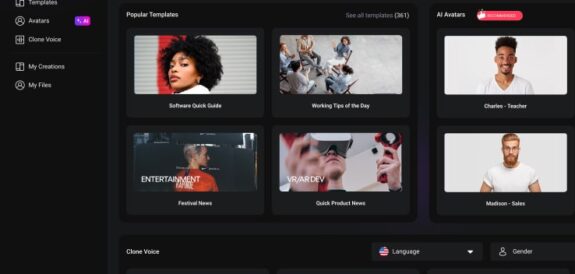 Templates
Avatars
AI
Clone Voice
My Creations
My Files
Popular Templates
See all templates (361)
Software Quick Guide
Working Tips of the Day
ENTERTAINMENT
Festival News
VR/AR DEV
Quick Product News
AI Avatars
RECOMMENDED
Charles - Teacher
Madison - Sales
Clone Voice
Language
Gender